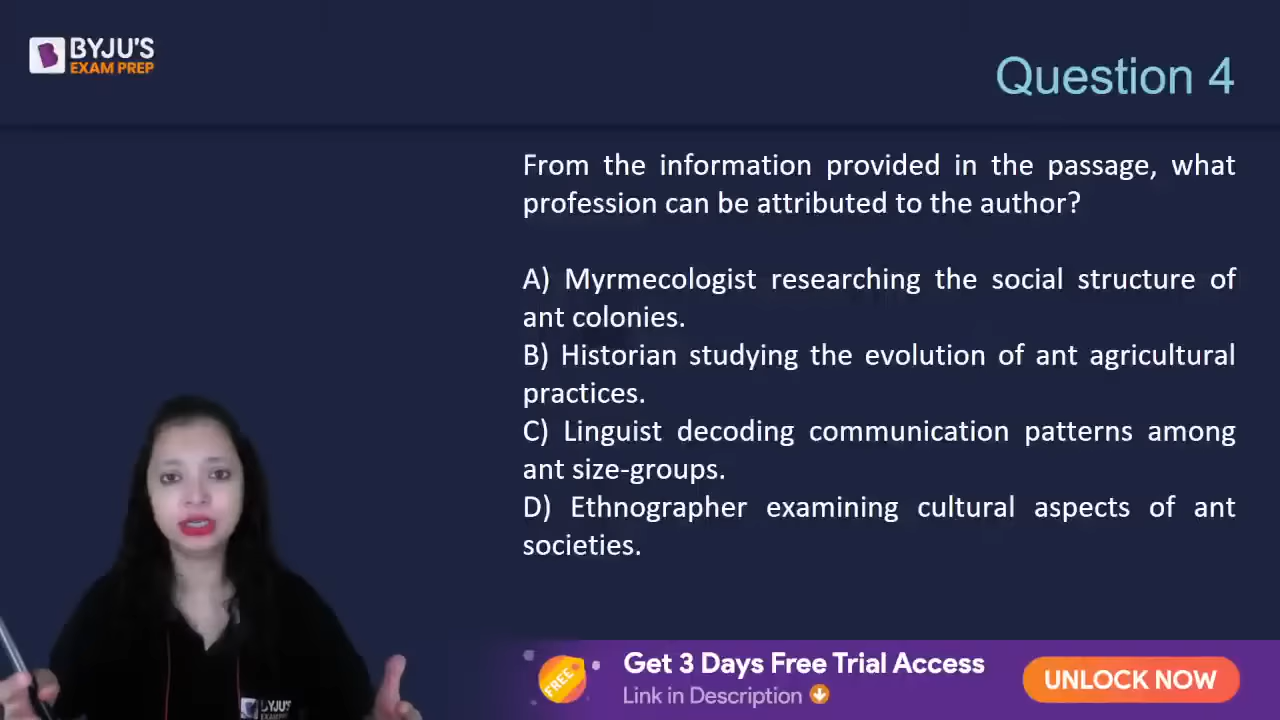 BYJU'S
EXAM PREP
Question 4
From the information provided in the passage, what
profession can be attributed to the author?
A) Myrmecologist researching the social structure of
ant colonies.
B) Historian studying the evolution of ant agricultural
practices.
C) Linguist decoding communication patterns among
ant size-groups.
D) Ethnographer examining cultural aspects of ant
societies.
BYJU'S
FREE
Get 3 Days Free Trial Access
Link in Description
UNLOCK NOW